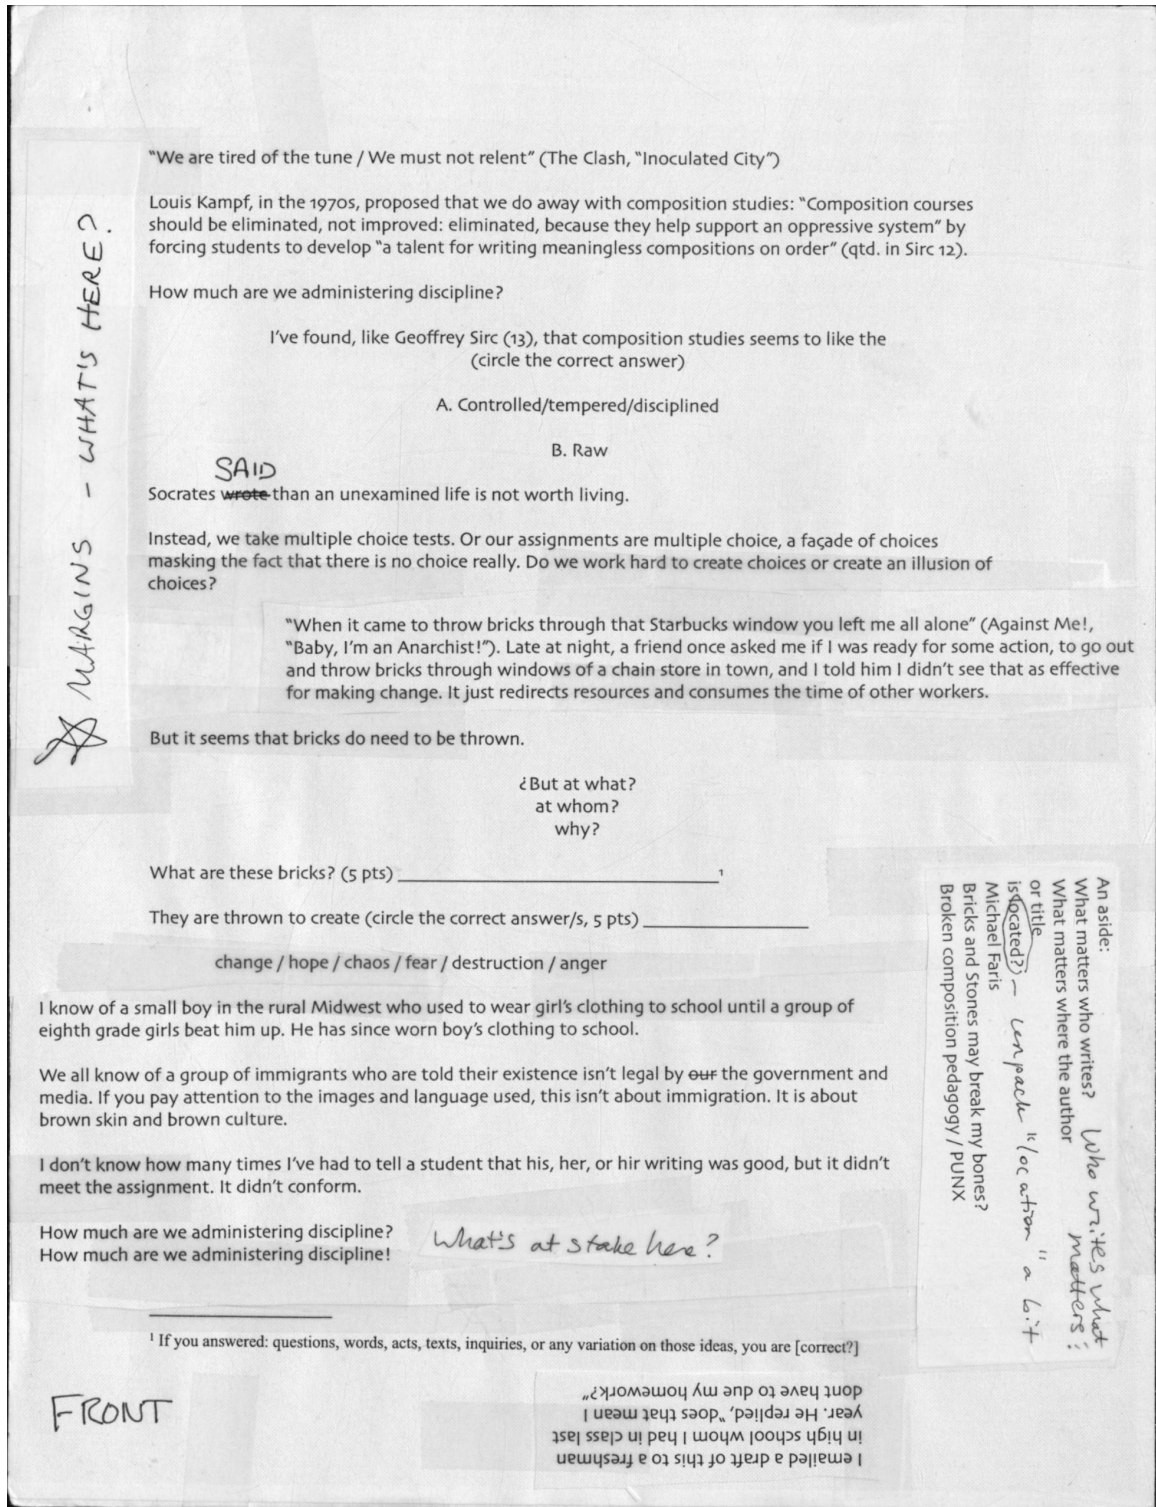 "We are tired of the tune / We must not relent" (The Clash, "Inoculated City")
Louis Kampf, in the 1970s, proposed that we do away with composition studies: "Composition courses
should be eliminated, not improved: eliminated, because they help support an oppressive system" by
forcing students to develop "a talent for writing meaningless compositions on order" (qtd. in Sirc 12).
How much are we administering discipline?
I've found, like Geoffrey Sirc (13), that composition studies seems to like the
(circle the correct answer)
A. Controlled/tempered/disciplined
B. Raw
SAID
Socrates wrote than an unexamined life is not worth living.
Instead, we take multiple choice tests. Or our assignments are multiple choice, a façade of choices
masking the fact that there is no choice really. Do we work hard to create choices or create an illusion of
choices?
MARGINS - WHAT'S HERE?
"When it came to throw bricks through that Starbucks window you left me all alone" (Against Me!,
"Baby, I'm an Anarchist!"). Late at night, a friend once asked me if I was ready for some action, to go out
and throw bricks through windows of a chain store in town, and I told him I didn't see that as effective
for making change. It just redirects resources and consumes the time of other workers.
But it seems that bricks do need to be thrown.
¿But at what?
at whom?
why?
What are these bricks? (5 pts) ____________________ 1
They are thrown to create (circle the correct answer/s, 5 pts) __________
change / hope / chaos / fear / destruction / anger
An aside:
What matters who writes? Who writes what
matters?
What matters where the author
or title
is located? – unpack "location" a bit
Michael Faris
Bricks and Stones may break my bones?
Broken composition pedagogy / PUNX
I know of a small boy in the rural Midwest who used to wear girl's clothing to school until a group of
eighth grade girls beat him up. He has since worn boy's clothing to school.
We all know of a group of immigrants who are told their existence isn't legal by our the government and
media. If you pay attention to the images and language used, this isn't about immigration. It is about
brown skin and brown culture.
I don't know how many times I've had to tell a student that his, her, or hir writing was good, but it didn't
meet the assignment. It didn't conform.
How much are we administering discipline?
How much are we administering discipline!
What's at stake here?
1 If you answered: questions, words, acts, texts, inquiries, or any variation on those ideas, you are [correct?]
FRONT
I emailed a draft of this to a freshman
in high school whom I had in class last
year. He replied, "does that mean I
dont have to due my homework?"